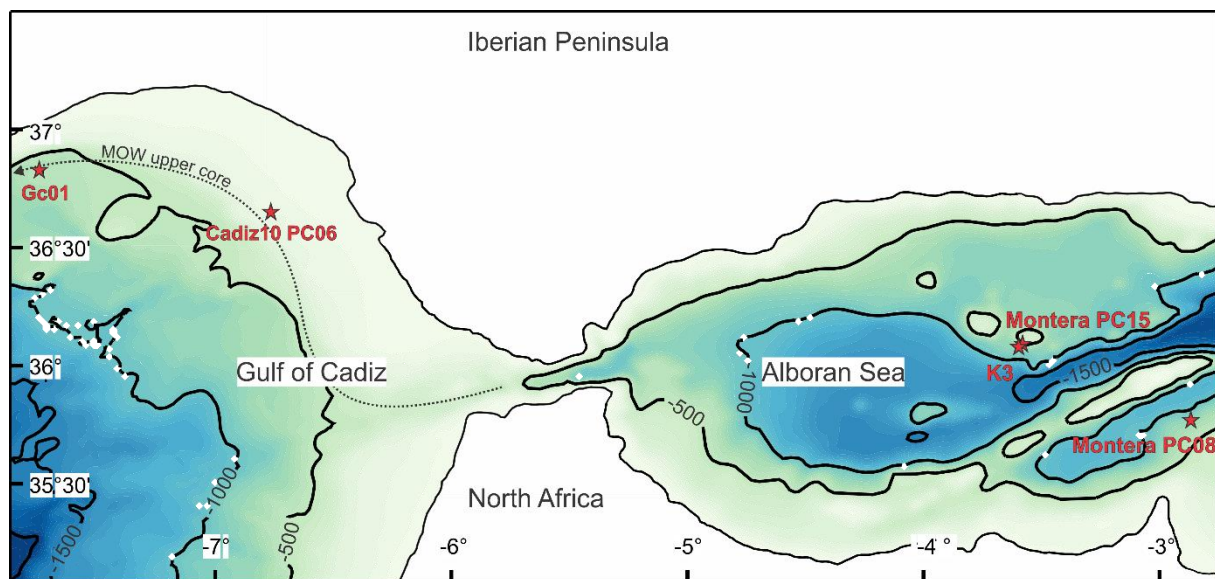 Iberian Peninsula
37°
MOW upper core
Gc01
Cadiz10 PC06
36°30'
Montera PC15
36°
Gulf of Cadiz
Alboran Sea
K3
-1500
-1000
-500
Montera PC08
35°30'
North Africa
-1000
-500
-1500
-7°
-6°
-5°
-4°
-3°